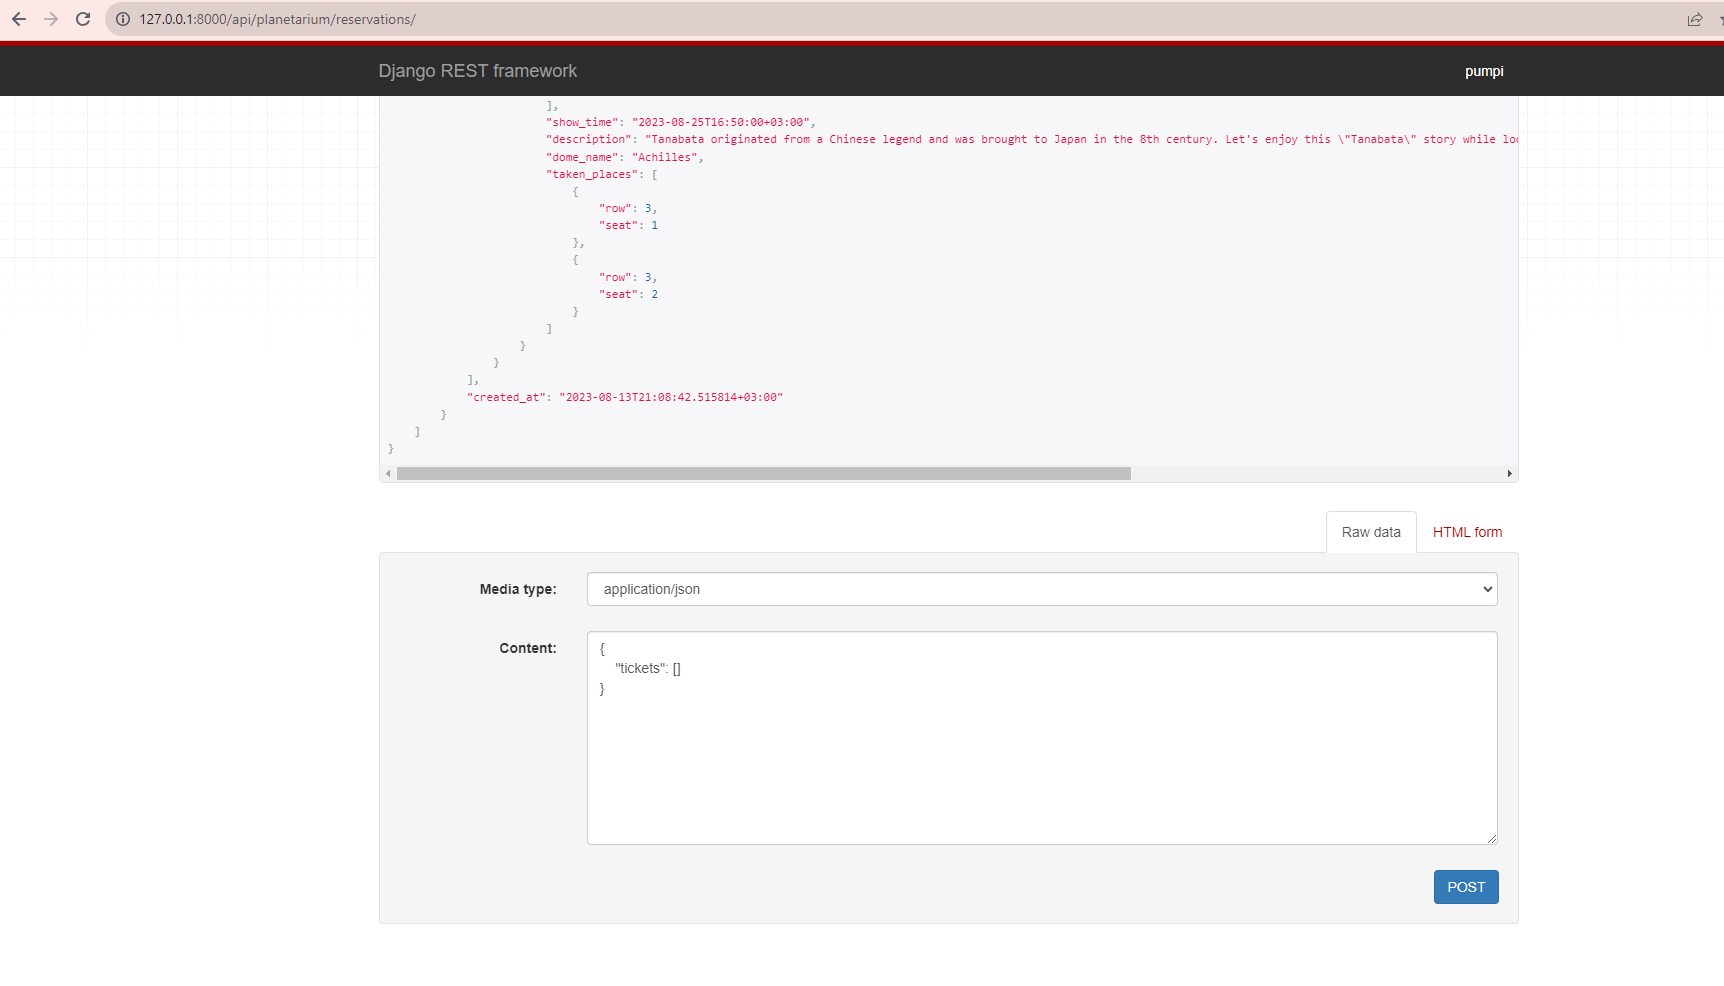 127.0.0.1:8000/api/planetarium/reservations/
Django REST framework
pumpi
],
"show_time": "2023-08-25T16:50:00+03:00",
"description": "Tanabata originated from a Chinese legend and was brought to Japan in the 8th century. Let's enjoy this \"Tanabata\" story while loo
"dome_name": "Achilles",
"taken_places": [
{
"row": 3,
"seat": 1
},
{
"row": 3,
"seat": 2
}
]
}
}
],
"created_at": "2023-08-13T21:08:42.515814+03:00"
}
]
}
Raw data
HTML form
Media type:
application/json
Content:
{
"tickets": []
}
POST